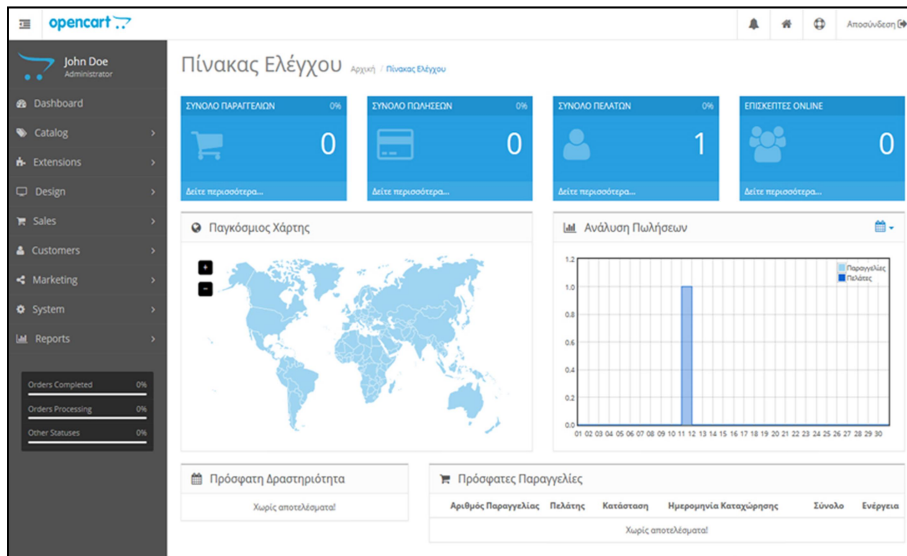 opencart
Αποσύνδεση
John Doe
Administrator
Dashboard
Catalog
Extensions
Design
Sales
Customers
Marketing
System
Reports
Orders Completed 0%
Orders Processing 0%
Other Statuses 0%
Πίνακας Ελέγχου Αρχική / Πίνακας Ελέγχου
ΣΥΝΟΛΟ ΠΑΡΑΓΓΕΛΙΩΝ 0%
0
Δείτε περισσότερα...
ΣΥΝΟΛΟ ΠΩΛΗΣΕΩΝ 0%
0
Δείτε περισσότερα...
ΣΥΝΟΛΟ ΠΕΛΑΤΩΝ 0%
1
Δείτε περισσότερα...
ΕΠΙΣΚΕΠΤΕΣ ONLINE
0
Δείτε περισσότερα...
Παγκόσμιος Χάρτης
+
-
Ανάλυση Πωλήσεων
Παραγγελίες
Πελάτες
1.2
1.0
0.8
0.6
0.4
0.2
0.0
01 02 03 04 05 06 07 08 09 10 11 12 13 14 15 16 17 18 19 20 21 22 23 24 25 26 27 28 29 30
Πρόσφατη Δραστηριότητα
Χωρίς αποτελέσματα!
Πρόσφατες Παραγγελίες
Αριθμός Παραγγελίας Πελάτης Κατάσταση Ημερομηνία Καταχώρησης Σύνολο Ενέργεια
Χωρίς αποτελέσματα!